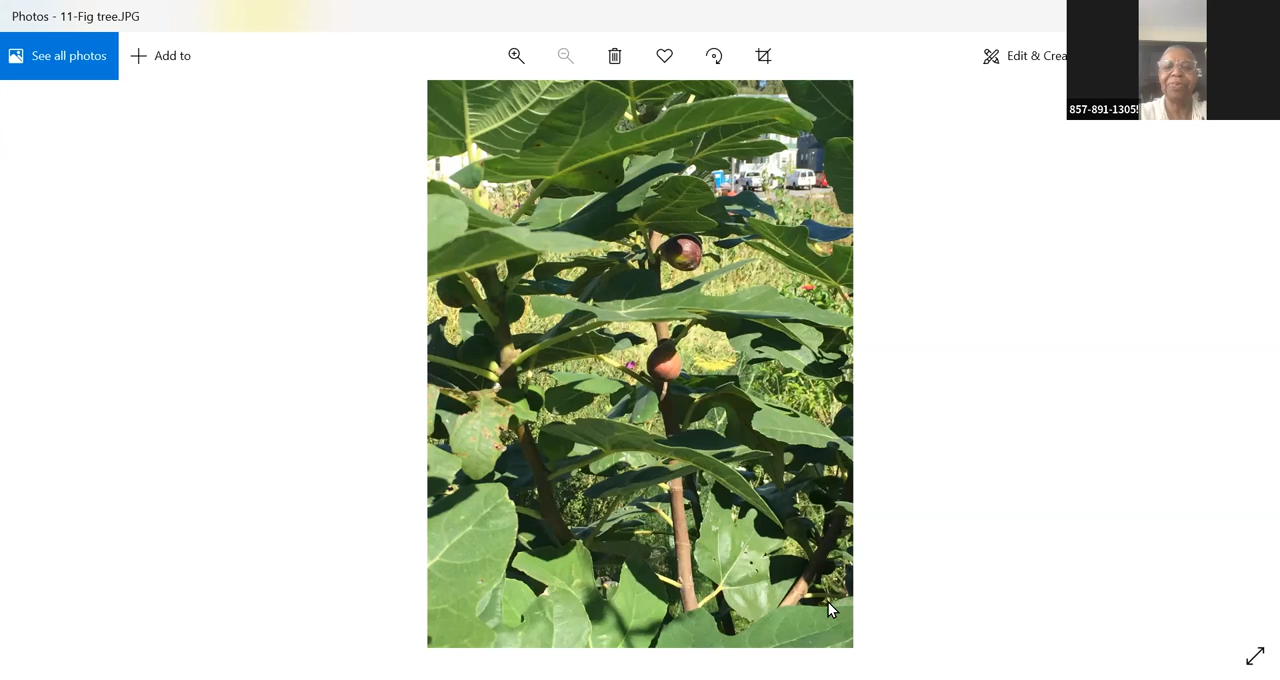 Photos - 11-Fig tree.JPG
See all photos
Add to
Edit & Crea
857-891-1305